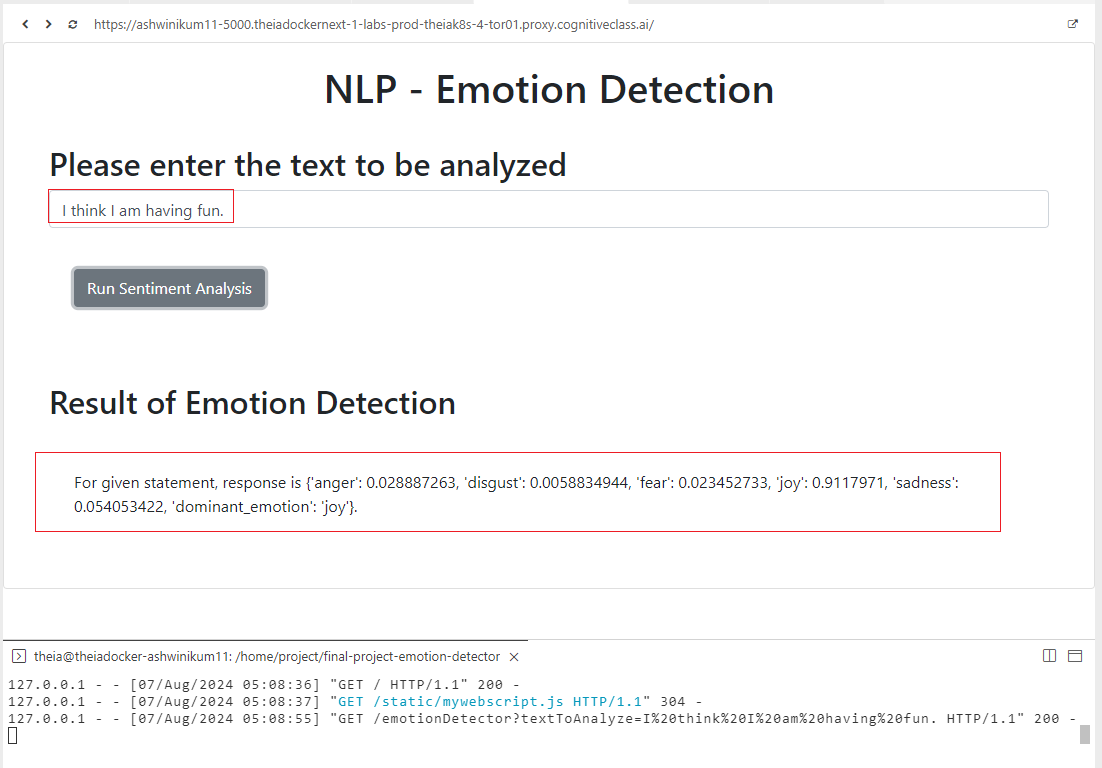 https://ashwinikum11-5000.theiadockernext-1-labs-prod-theiak8s-4-tor01.proxy.cognitiveclass.ai/
NLP - Emotion Detection
Please enter the text to be analyzed
I think I am having fun.
Run Sentiment Analysis
Result of Emotion Detection
For given statement, response is {'anger': 0.028887263, 'disgust': 0.0058834944, 'fear': 0.023452733, 'joy': 0.9117971, 'sadness':
0.054053422, 'dominant_emotion': 'joy'}.
theia@theiadocker-ashwinikum11: /home/project/final-project-emotion-detector
127.0.0.1 - - [07/Aug/2024 05:08:36] "GET / HTTP/1.1" 200 -
127.0.0.1 - - [07/Aug/2024 05:08:37] "GET /static/mywebscript.js HTTP/1.1" 304 -
127.0.0.1 - - [07/Aug/2024 05:08:55] "GET /emotionDetector?textToAnalyze=I%20think%20I%20am%20having%20fun. HTTP/1.1" 200 -